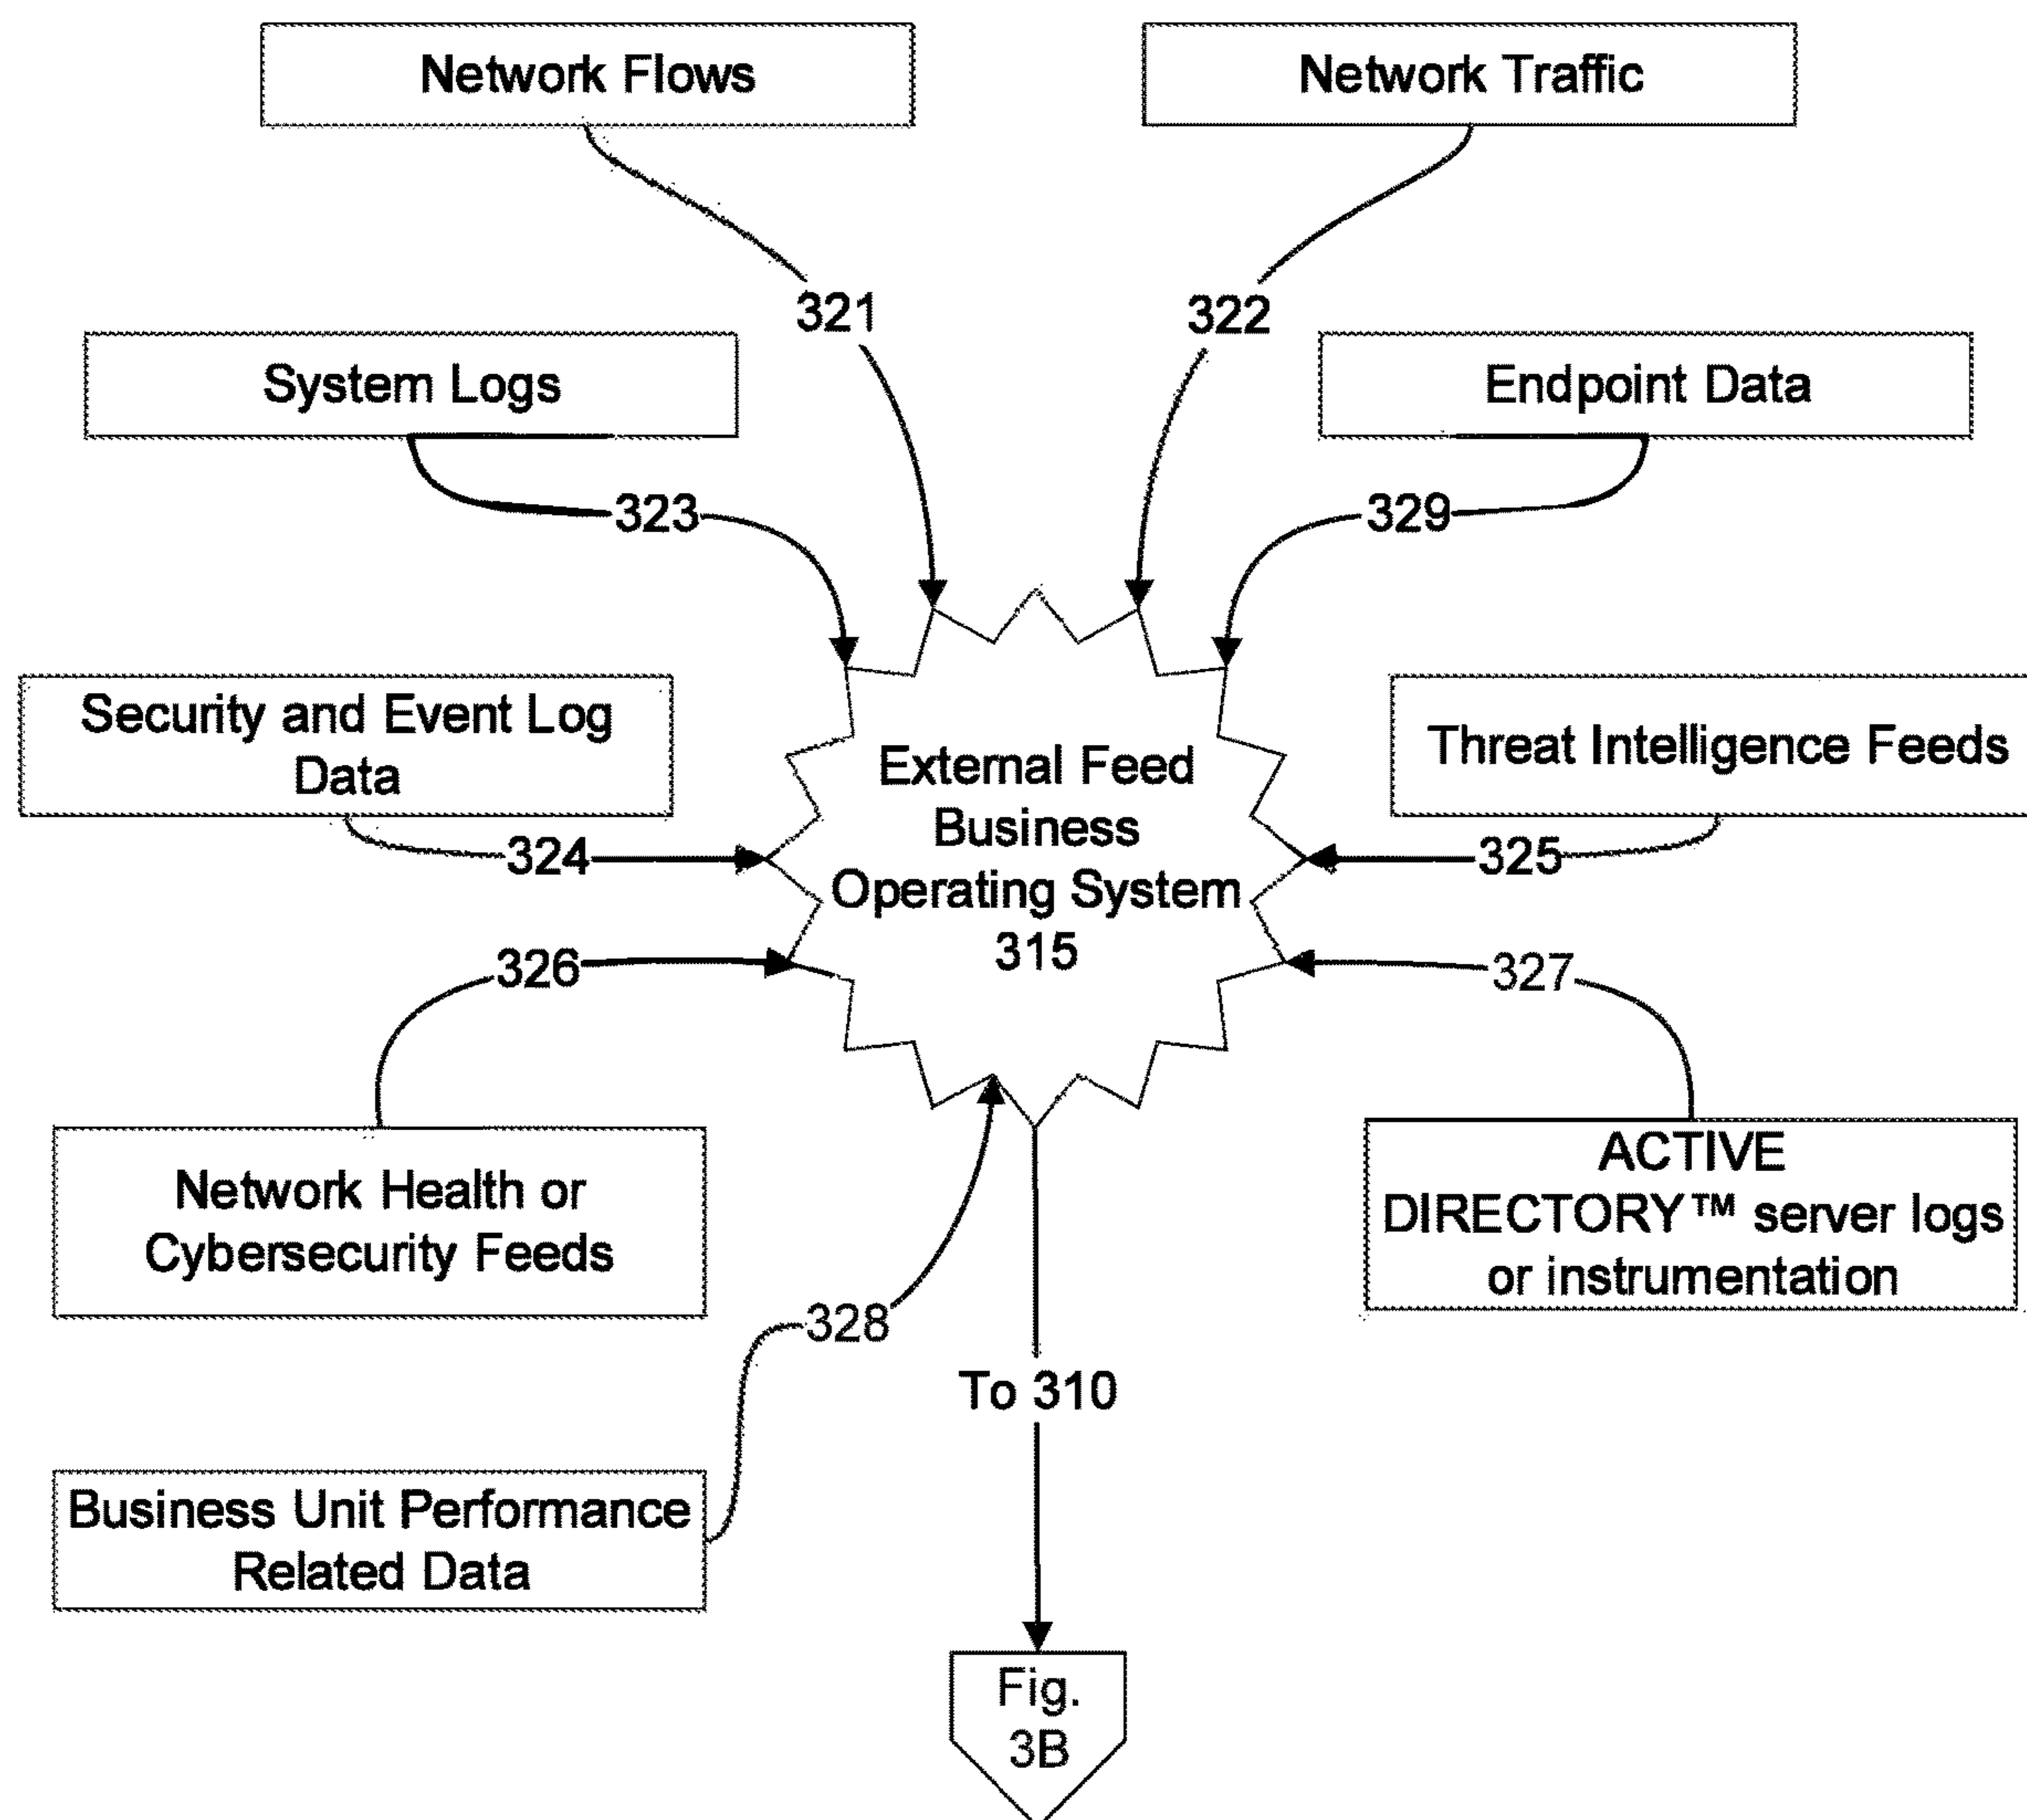 Network Flows
Network Traffic
321
322
System Logs
Endpoint Data
323
329
Security and Event Log
Data
Threat Intelligence Feeds
External Feed
Business
Operating System
315
324
325
326
327
Network Health or
Cybersecurity Feeds
ACTIVE
DIRECTORY™ server logs
or instrumentation
328
To 310
Business Unit Performance
Related Data
Fig.
3B